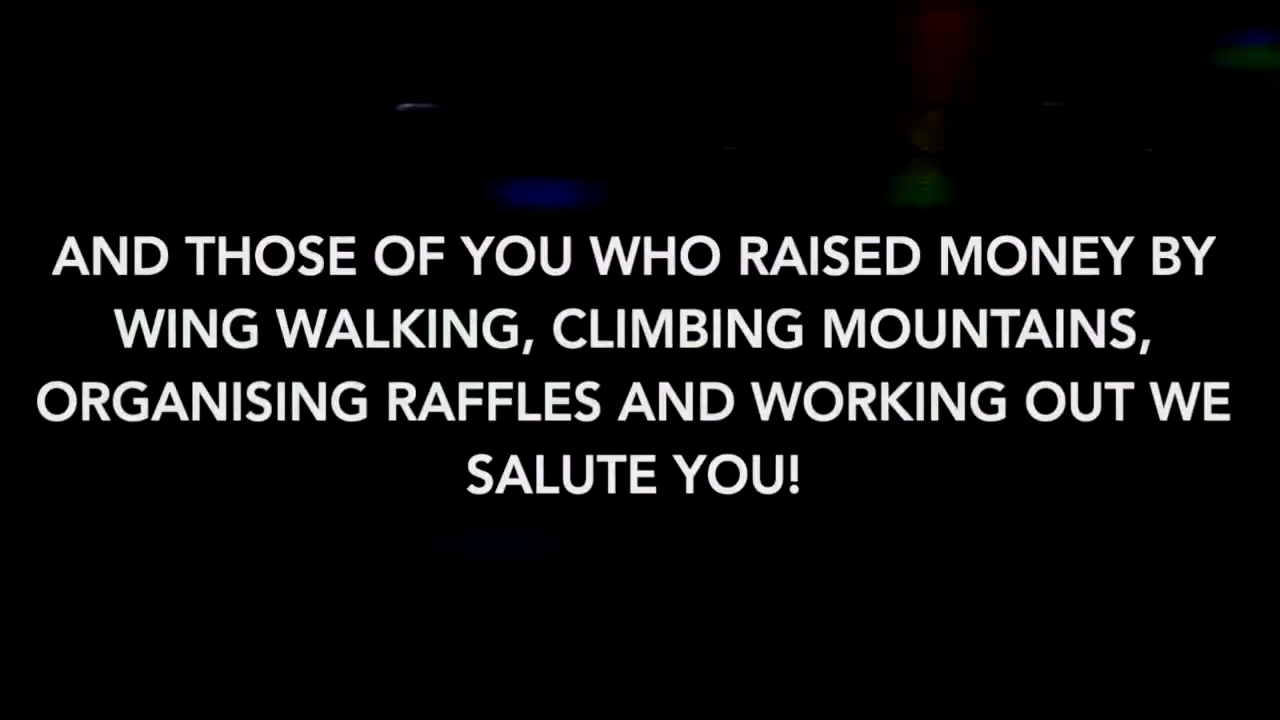 AND THOSE OF YOU WHO RAISED MONEY BY
WING WALKING, CLIMBING MOUNTAINS,
ORGANISING RAFFLES AND WORKING OUT WE
SALUTE YOU!